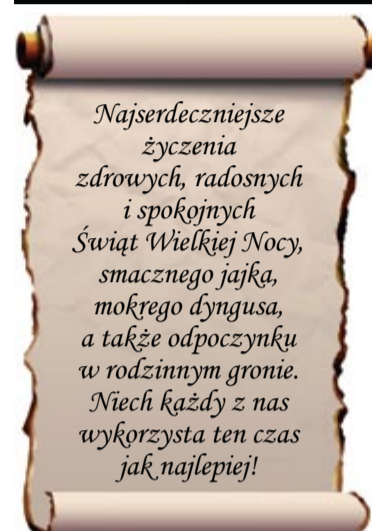 Najserdeczniejsze
życzenia
zdrowych, radosnych
i spokojnych
Świąt Wielkiej Nocy,
smacznego jajka,
mokrego dyngusa,
a także odpoczynku
w rodzinnym gronie.
Niech każdy z nas
wykorzysta ten czas
jak najlepiej!